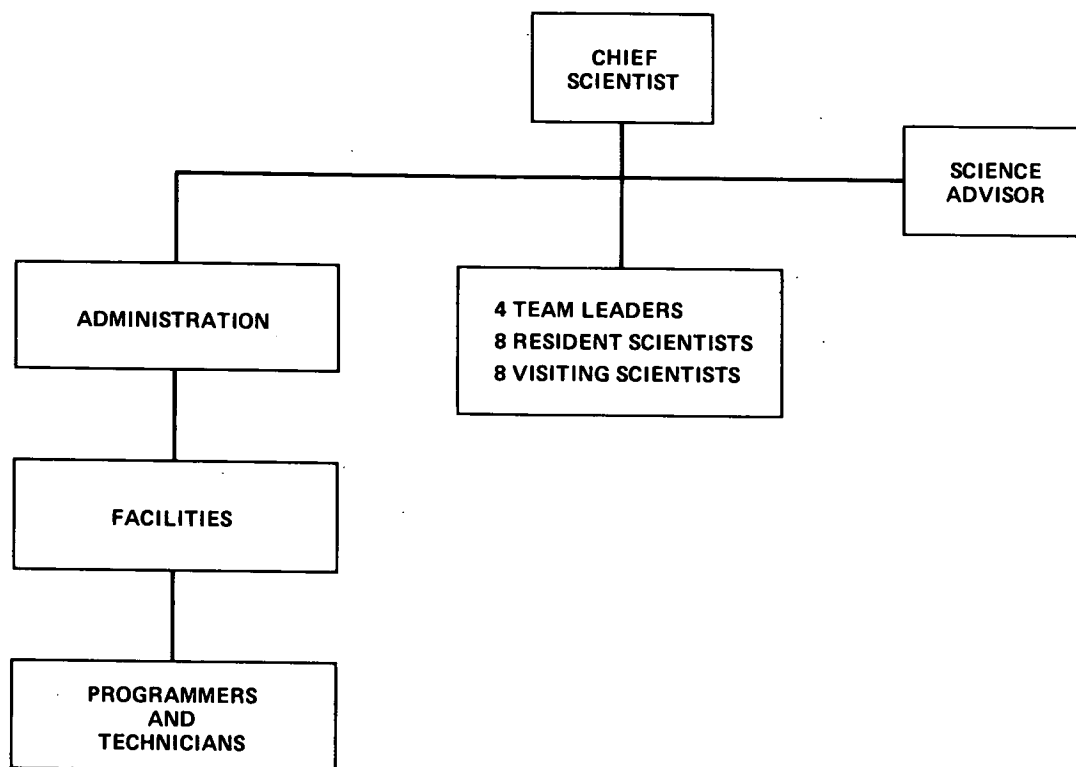 CHIEF
SCIENTIST
SCIENCE
ADVISOR
ADMINISTRATION
4 TEAM LEADERS
8 RESIDENT SCIENTISTS
8 VISITING SCIENTISTS
FACILITIES
PROGRAMMERS
AND
TECHNICIANS